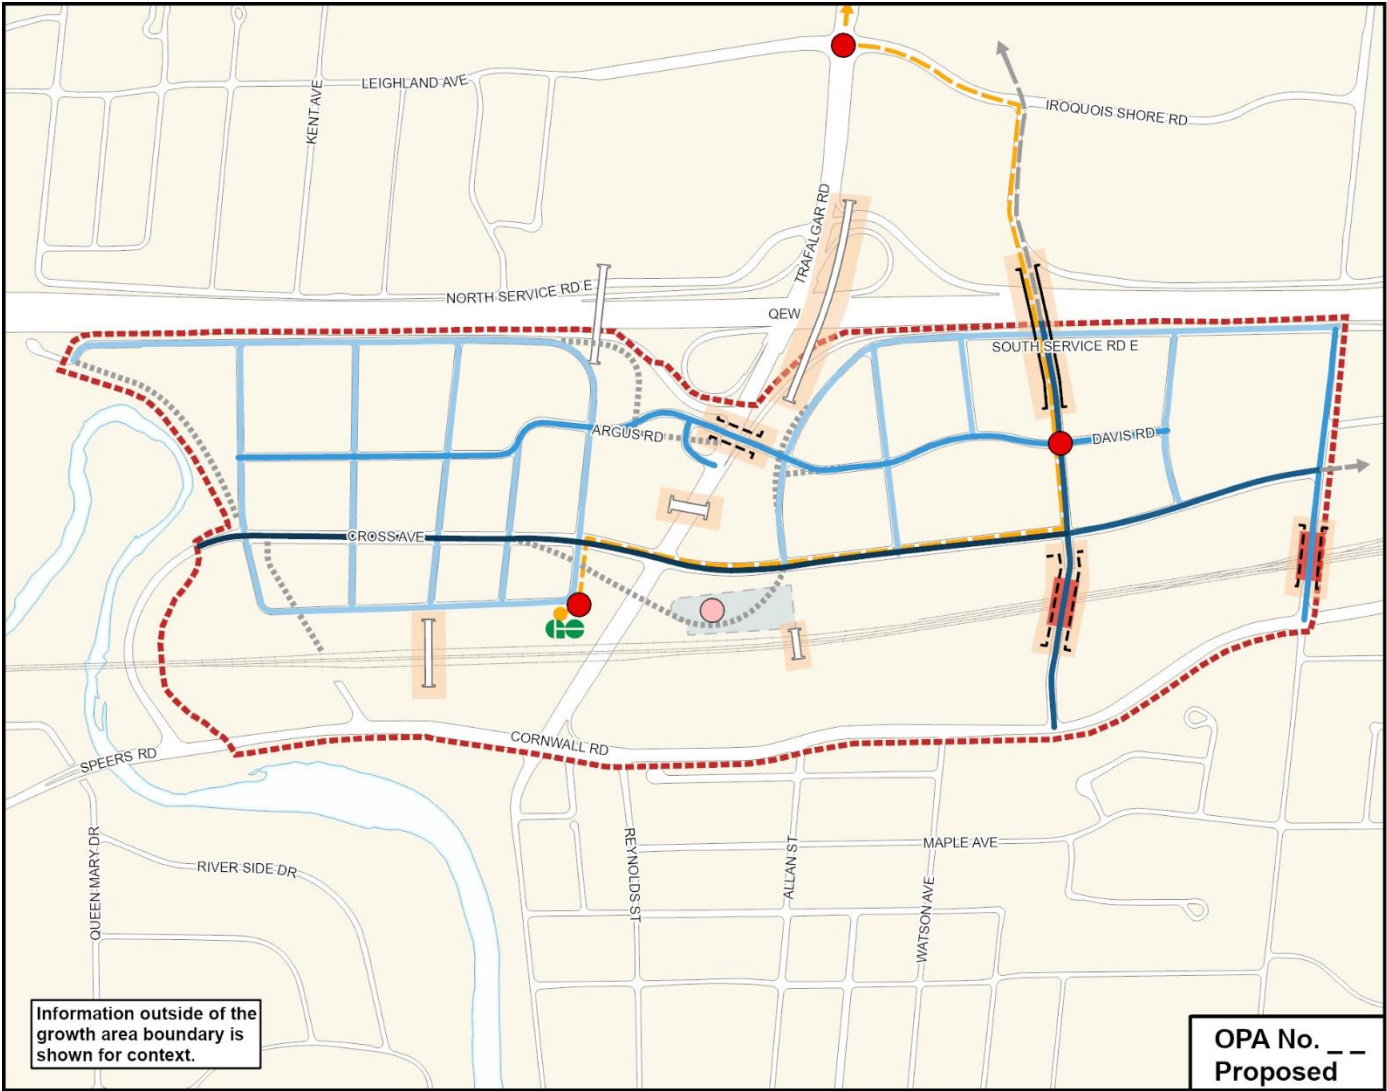 LEIGHLAND AVE
KENT AVE
IROQUOIS SHORE RD
TRAFALGAR RD
NORTH SERVICE RD E
QEW
SOUTH SERVICE RD E
ARGUS RD
DAVIS RD
CROSS AVE
GO
CORNWALL RD
SPEERS RD
QUEEN MARY DR
RIVER SIDE DR
REYNOLDS ST
ALLAN ST
MAPLE AVE
WATSON AVE
Information outside of the
growth area boundary is
shown for context.
OPA No. _ _
Proposed